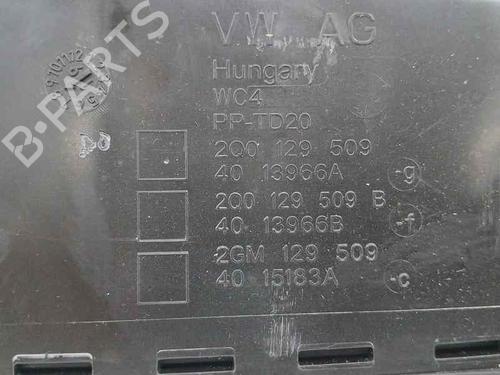 V.W AG
Hungary
WC4
PP-TD20
2Q0 129 509
40 13966A -g
2Q0 129 509 B
40 13966B -f
2GM 129 509
40 15183A -c
B-PARTS